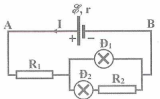 ℰ, r
A I B
+ −
Đ₁
R₁
Đ₂ R₂